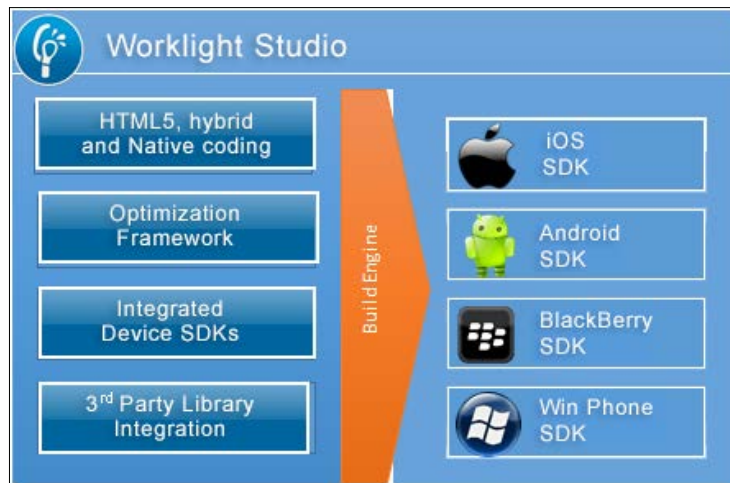 Worklight Studio
HTML5, hybrid
and Native coding
Optimization
Framework
Integrated
Device SDKs
3rd Party Library
Integration
Build Engine
iOS
SDK
Android
SDK
BlackBerry
SDK
Win Phone
SDK